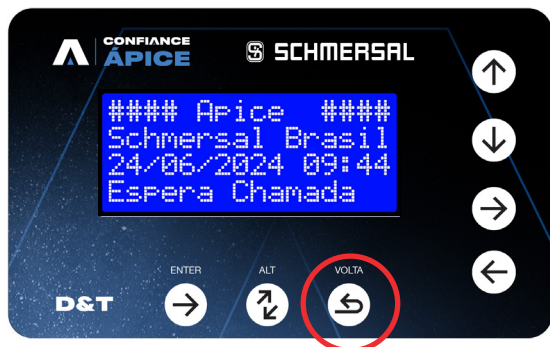 CONFIANCE
ÁPICE
SCHMERSAL
#### Apice ####
Schmersal Brasil
24/06/2024 09:44
Espera Chamada
ENTER
ALT
VOLTA
D&T